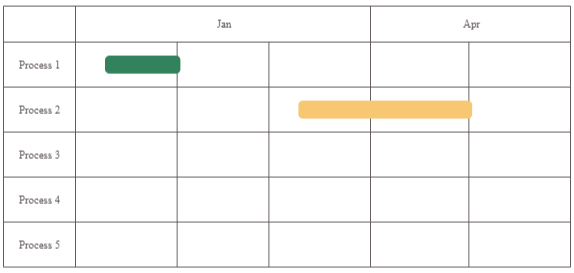 Jan Apr
Process 1
Process 2
Process 3
Process 4
Process 5